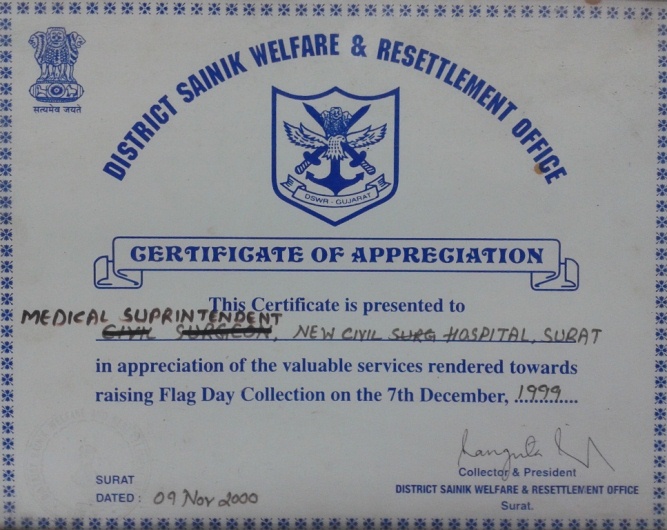 सत्यमेव जयते
DISTRICT SAINIK WELFARE & RESETTLEMENT OFFICE
DSWR - GUJARAT
CERTIFICATE OF APPRECIATION
This Certificate is presented to
MEDICAL SUPRINTENDENT
CIVIL SURGEON, NEW CIVIL SURG HOSPITAL, SURAT
in appreciation of the valuable services rendered towards
raising Flag Day Collection on the 7th December, 1999
Collector & President
DISTRICT SAINIK WELFARE & RESETTLEMENT OFFICE
Surat.
SURAT
DATED : 09 Nov 2000